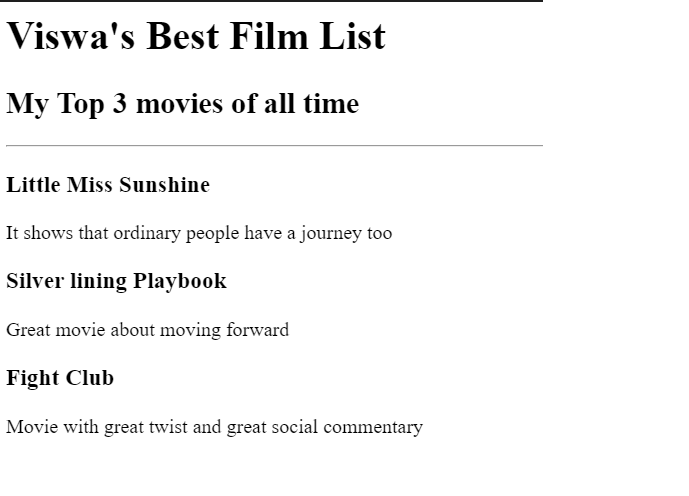 Viswa's Best Film List
My Top 3 movies of all time
Little Miss Sunshine
It shows that ordinary people have a journey too
Silver lining Playbook
Great movie about moving forward
Fight Club
Movie with great twist and great social commentary